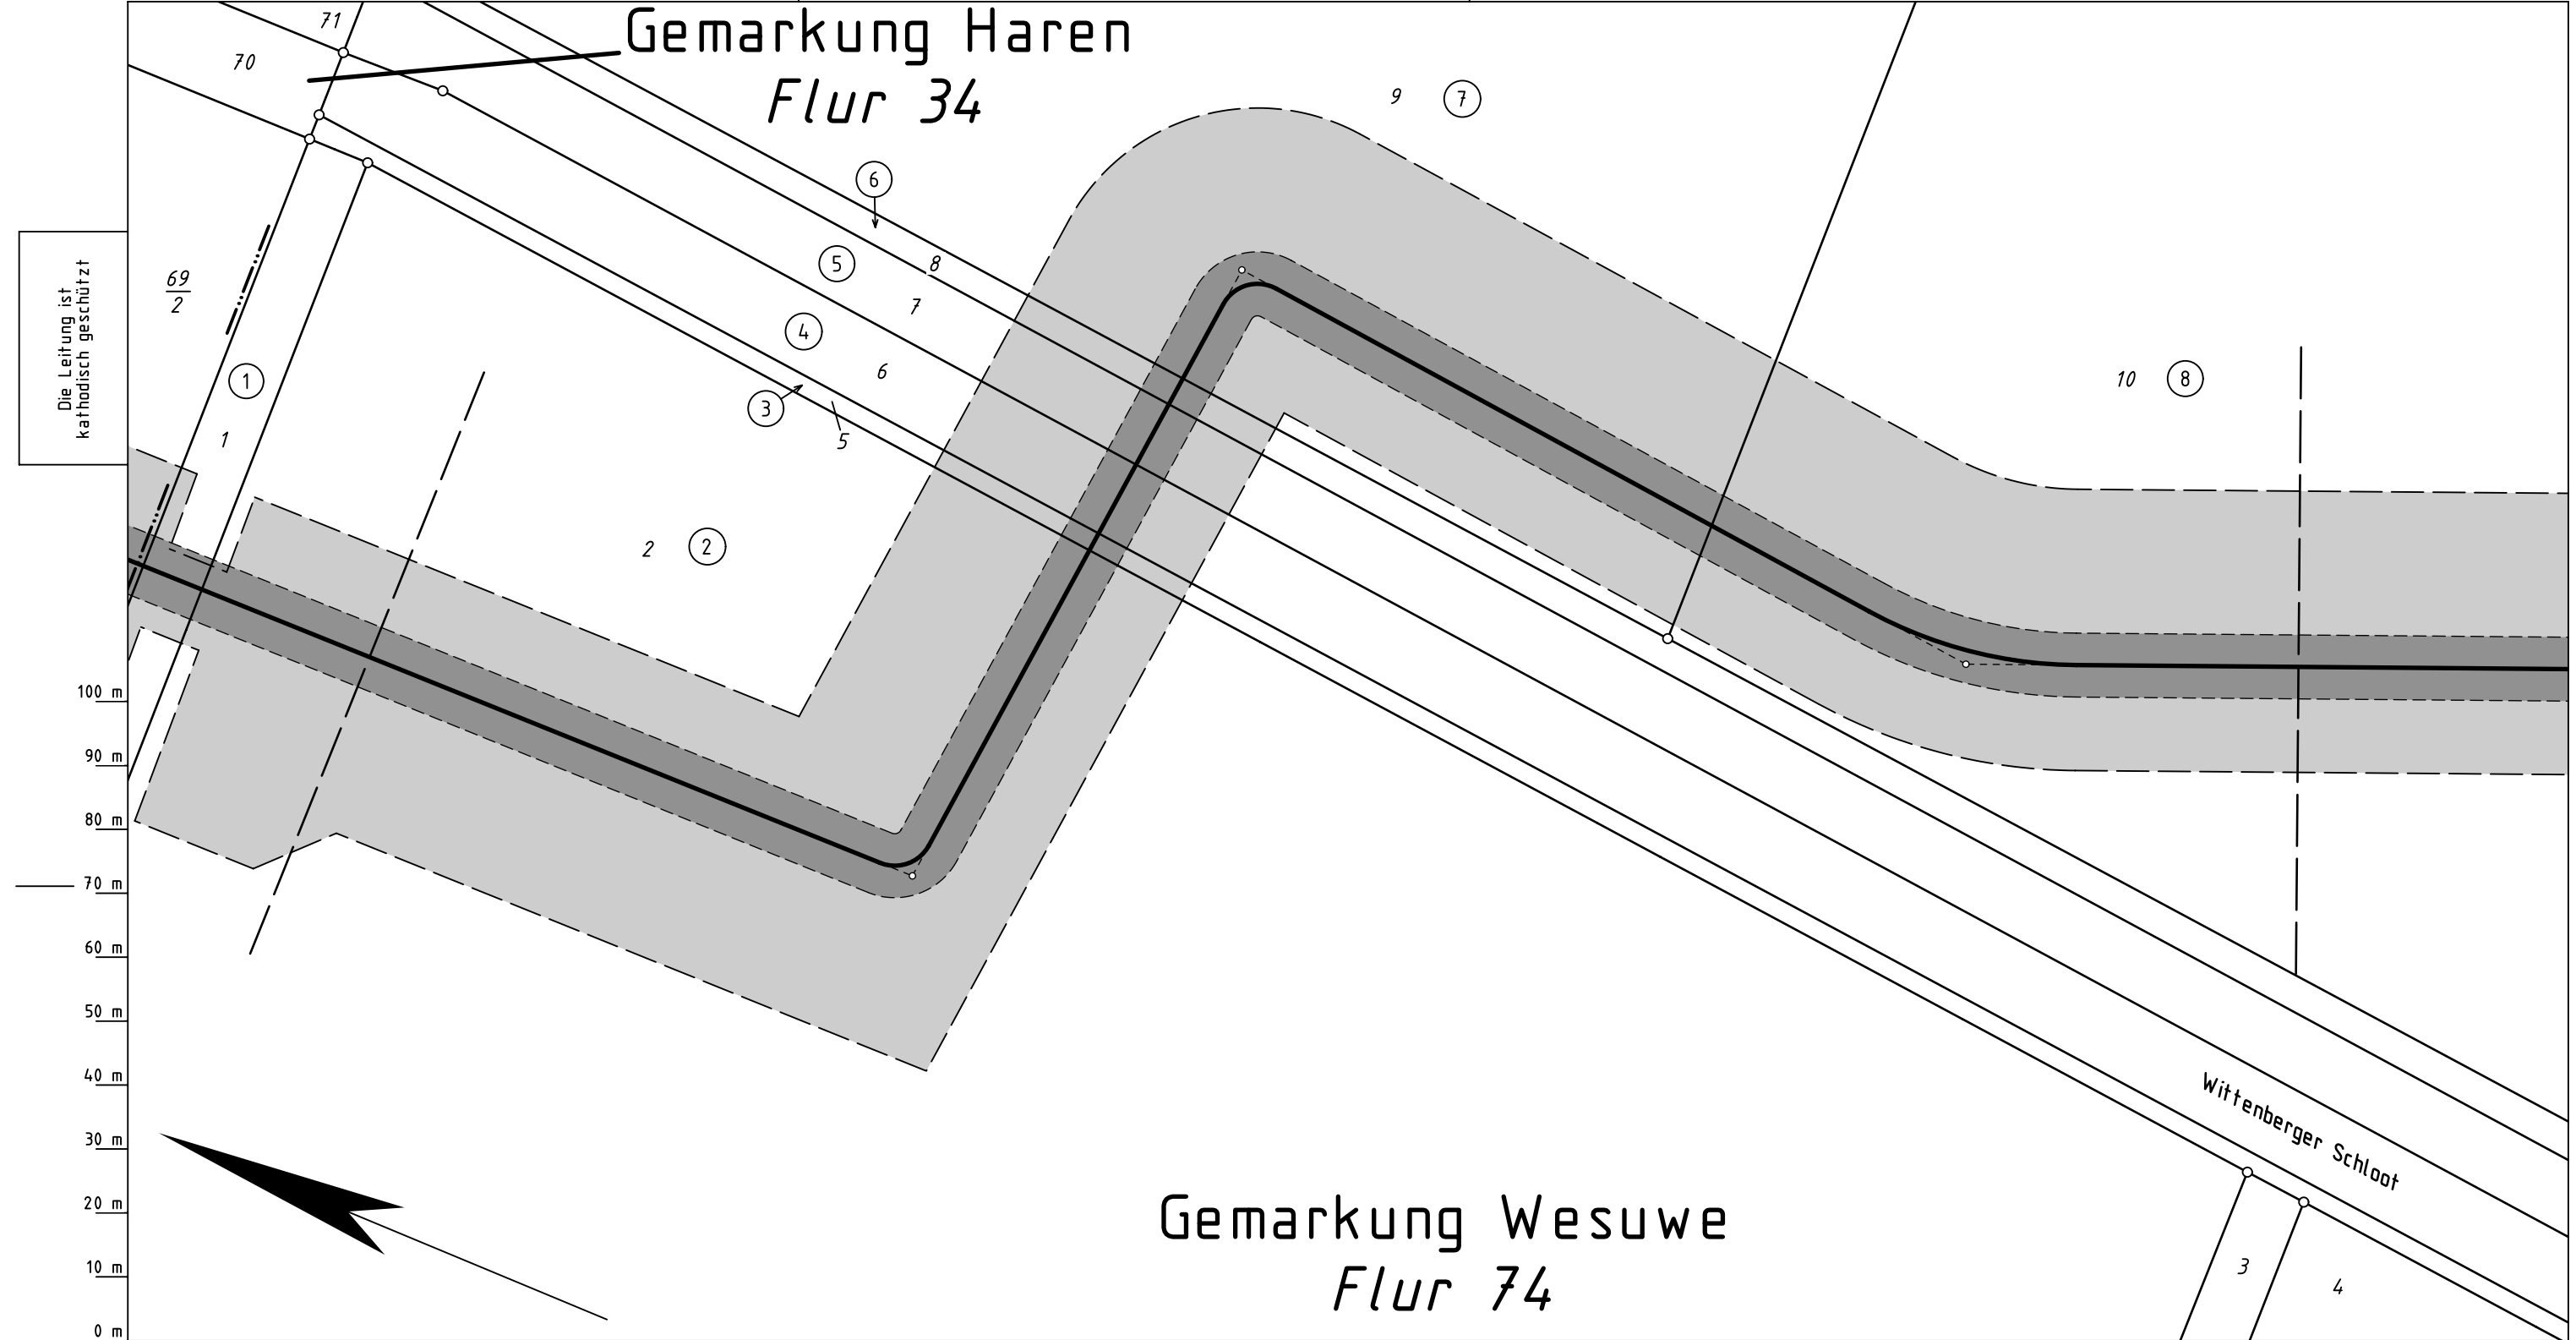 71
70
Gemarkung Haren
Flur 34
9 7
6
5
8
7
4
6
3
5
69
2
Die Leitung ist
kathodisch geschützt
1
1
10 8
2 2
100 m
90 m
80 m
70 m
60 m
50 m
40 m
30 m
20 m
10 m
0 m
Wittenberger Schloot
Gemarkung Wesuwe
Flur 74
3
4